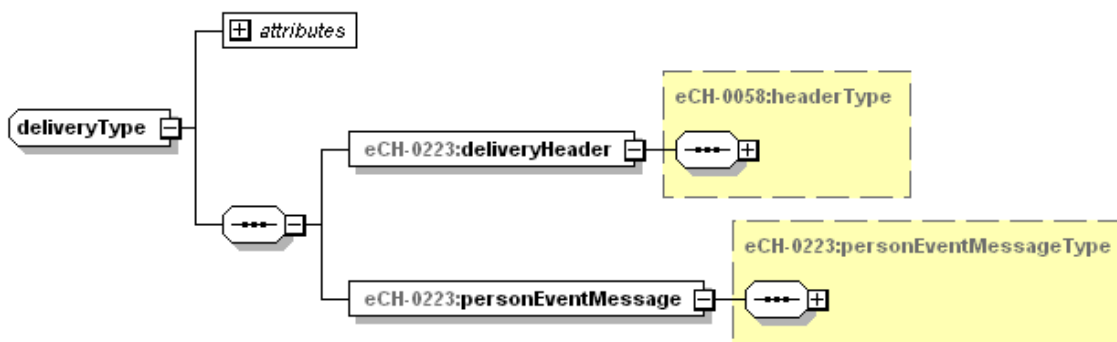 attributes
eCH-0058:headerType
deliveryType
eCH-0223:deliveryHeader
eCH-0223:personEventMessageType
eCH-0223:personEventMessage